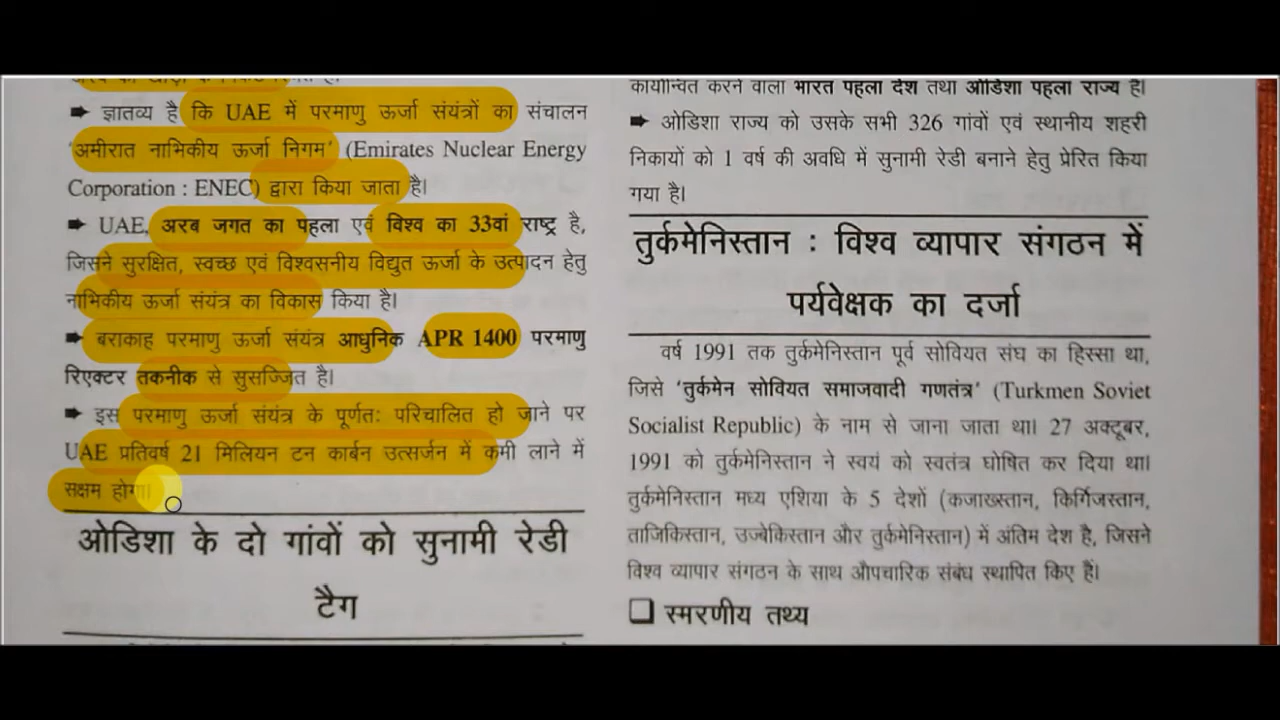 ➡ ज्ञातव्य है कि UAE में परमाणु ऊर्जा संयंत्रों का संचालन
'अमीरात नाभिकीय ऊर्जा निगम' (Emirates Nuclear Energy
Corporation : ENEC) द्वारा किया जाता है।
➡ UAE, अरब जगत का पहला एवं विश्व का 33वां राष्ट्र है,
जिसने सुरक्षित, स्वच्छ एवं विश्वसनीय विद्युत ऊर्जा के उत्पादन हेतु
नाभिकीय ऊर्जा संयंत्र का विकास किया है।
➡ बराकाह परमाणु ऊर्जा संयंत्र आधुनिक APR 1400 परमाणु
रिएक्टर तकनीक से सुसज्जित है।
➡ इस परमाणु ऊर्जा संयंत्र के पूर्णतः परिचालित हो जाने पर
UAE प्रतिवर्ष 21 मिलियन टन कार्बन उत्सर्जन में कमी लाने में
सक्षम होगा।
ओडिशा के दो गांवों को सुनामी रेडी
टैग
कार्यान्वित करने वाला भारत पहला देश तथा ओडिशा पहला राज्य है।
➡ ओडिशा राज्य को उसके सभी 326 गांवों एवं स्थानीय शहरी
निकायों को 1 वर्ष की अवधि में सुनामी रेडी बनाने हेतु प्रेरित किया
गया है।
तुर्कमेनिस्तान : विश्व व्यापार संगठन में
पर्यवेक्षक का दर्जा
वर्ष 1991 तक तुर्कमेनिस्तान पूर्व सोवियत संघ का हिस्सा था,
जिसे 'तुर्कमेन सोवियत समाजवादी गणतंत्र' (Turkmen Soviet
Socialist Republic) के नाम से जाना जाता था। 27 अक्टूबर,
1991 को तुर्कमेनिस्तान ने स्वयं को स्वतंत्र घोषित कर दिया था।
तुर्कमेनिस्तान मध्य एशिया के 5 देशों (कजाख्स्तान, किर्गिजस्तान,
ताजिकिस्तान, उज्बेकिस्तान और तुर्कमेनिस्तान) में अंतिम देश है, जिसने
विश्व व्यापार संगठन के साथ औपचारिक संबंध स्थापित किए हैं।
❑ स्मरणीय तथ्य